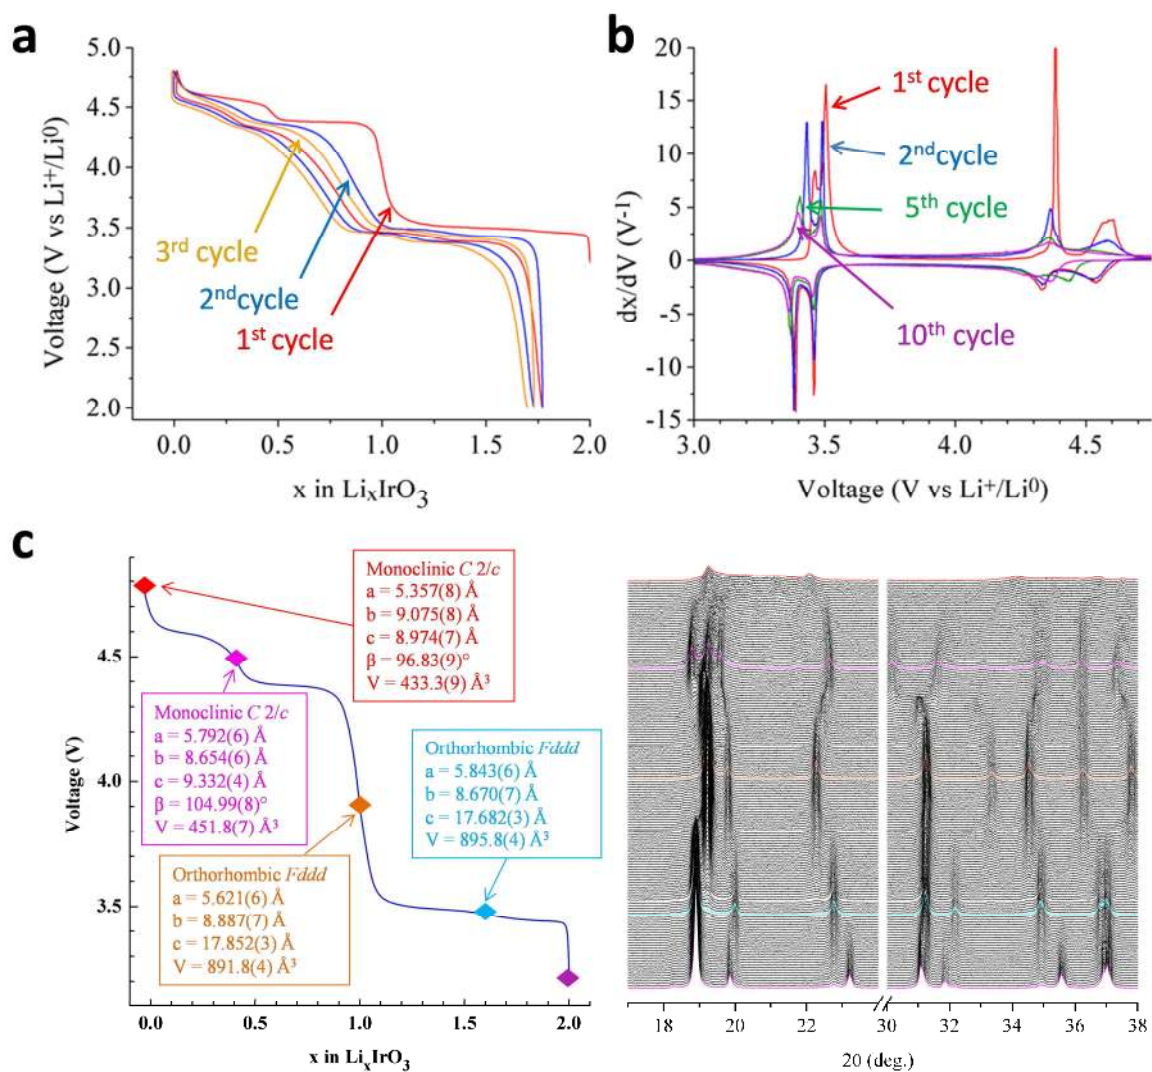 a
5.0
4.5
4.0
3.5
3.0
2.5
2.0
Voltage (V vs Li⁺/Li⁰)
3rd cycle
2nd cycle
1st cycle
0.0 0.5 1.0 1.5 2.0
x in LiₓIrO₃
b
20
15
10
5
0
-5
-10
-15
dx/dV (V⁻¹)
1st cycle
2nd cycle
5th cycle
10th cycle
3.0 3.5 4.0 4.5
Voltage (V vs Li⁺/Li⁰)
c
Voltage (V)
4.5
4.0
3.5
Monoclinic C 2/c
a = 5.357(8) Å
b = 9.075(8) Å
c = 8.974(7) Å
β = 96.83(9)°
V = 433.3(9) Å³
Monoclinic C 2/c
a = 5.792(6) Å
b = 8.654(6) Å
c = 9.332(4) Å
β = 104.99(8)°
V = 451.8(7) Å³
Orthorhombic Fddd
a = 5.843(6) Å
b = 8.670(7) Å
c = 17.682(3) Å
V = 895.8(4) Å³
Orthorhombic Fddd
a = 5.621(6) Å
b = 8.887(7) Å
c = 17.852(3) Å
V = 891.8(4) Å³
0.0 0.5 1.0 1.5 2.0
x in LiₓIrO₃
18 20 22 30 32 34 36 38
2θ (deg.)